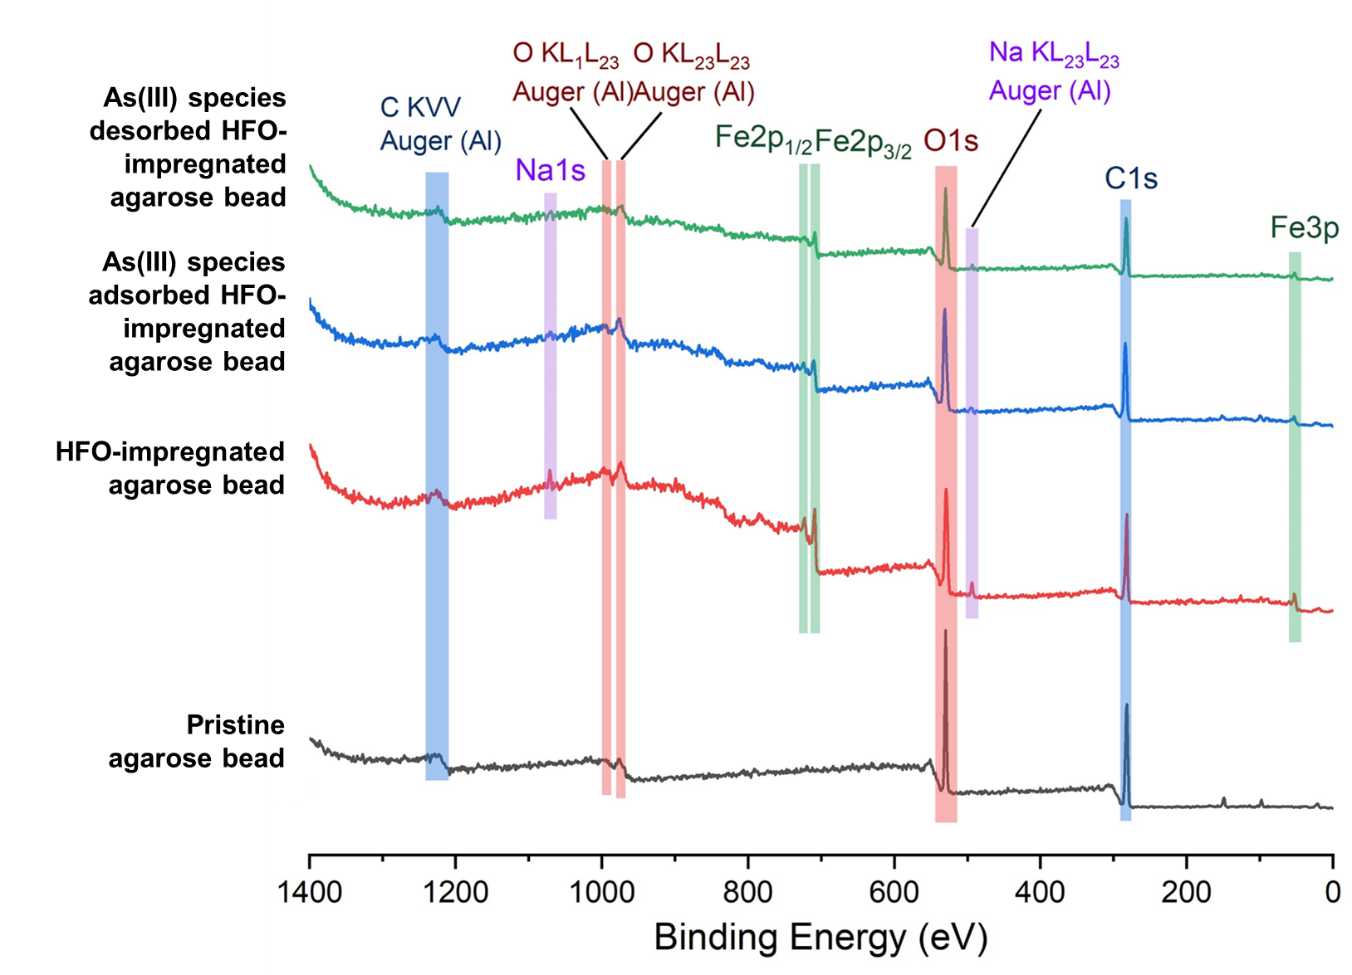 O KL₁L₂₃ O KL₂₃L₂₃
Auger (Al)Auger (Al)
Na KL₂₃L₂₃
Auger (Al)
As(III) species
desorbed HFO-
impregnated
agarose bead
C KVV
Auger (Al)
Na1s
Fe2p₁/₂Fe2p₃/₂
O1s
C1s
Fe3p
As(III) species
adsorbed HFO-
impregnated
agarose bead
HFO-impregnated
agarose bead
Pristine
agarose bead
1400 1200 1000 800 600 400 200 0
Binding Energy (eV)